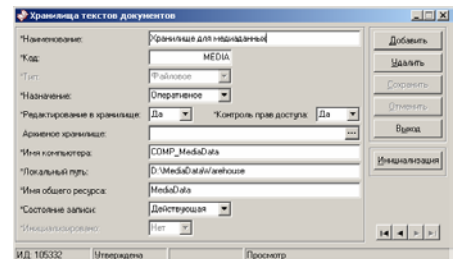 Хранилища текстов документов
*Наименование: Хранилище для медиаданных
Добавить
*Код: MEDIA
Удалить
*Тип: Файловое
Сохранить
*Назначение: Оперативное
Отменить
*Редактирование в хранилище: Да *Контроль прав доступа: Да
Выход
Архивное хранилище: ...
*Имя компьютера: COMP_MediaData
Инициализация
*Локальный путь: D:\MediaDataWarehouse
*Имя общего ресурса: MediaData
*Состояние записи: Действующая
*Инициализировано: Нет
ИД: 105332 Утверждена Просмотр